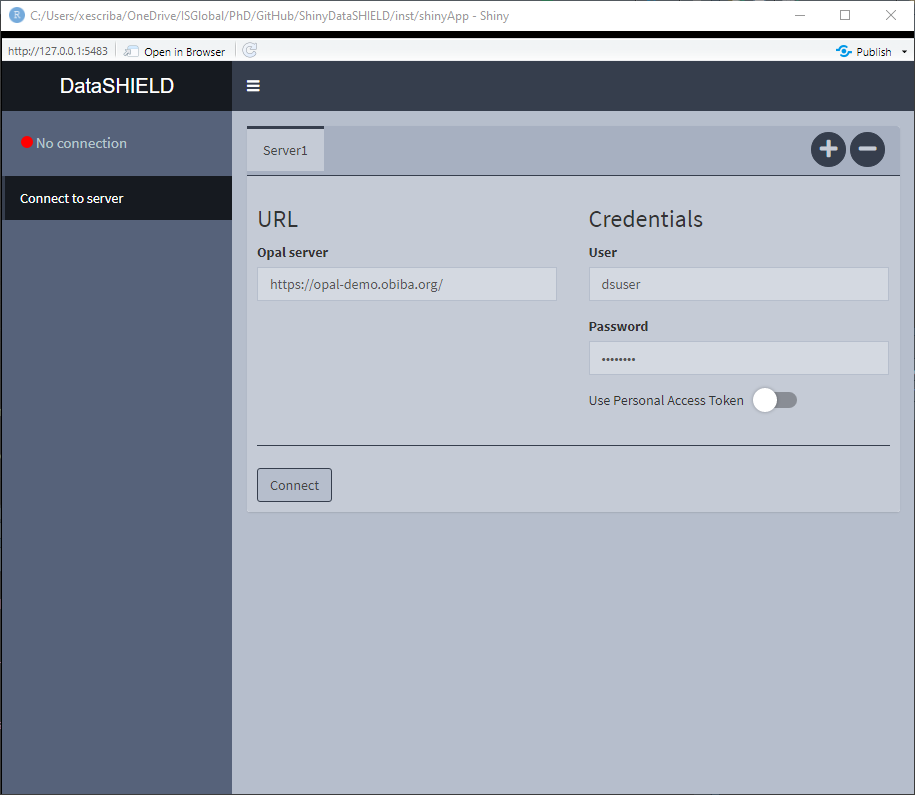 C:/Users/xescriba/OneDrive/ISGlobal/PhD/GitHub/ShinyDataSHIELD/inst/shinyApp - Shiny
http://127.0.0.1:5483 Open in Browser Publish
DataSHIELD
No connection
Connect to server
Server1
URL
Opal server
https://opal-demo.obiba.org/
Credentials
User
dsuser
Password
••••••••
Use Personal Access Token
Connect